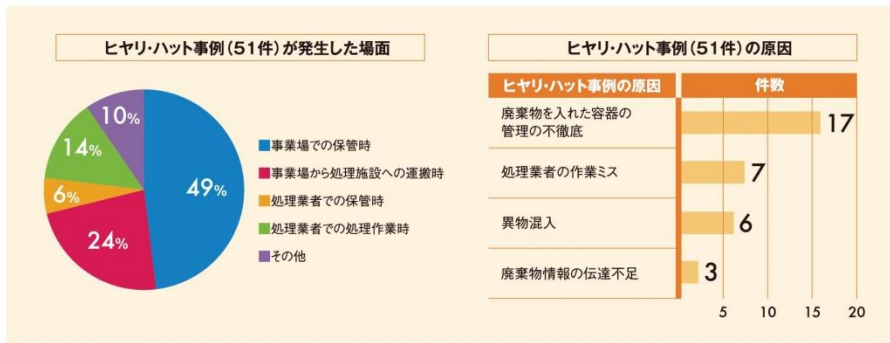 ヒヤリ・ハット事例(51件)が発生した場面
10%
14%
6%
24%
49%
事業場での保管時
事業場から処理施設への運搬時
処理業者での保管時
処理業者での処理作業時
その他
ヒヤリ・ハット事例(51件)の原因
ヒヤリ・ハット事例の原因 件数
廃棄物を入れた容器の
管理の不徹底
17
処理業者の作業ミス 7
異物混入 6
廃棄物情報の伝達不足 3
5 10 15 20